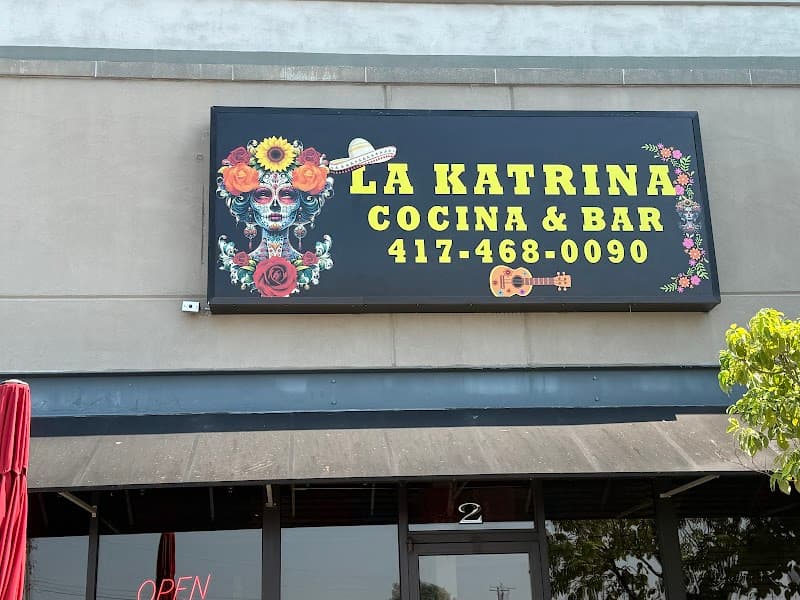 LA KATRINA
COCINA & BAR
417-468-0090
2
OPEN